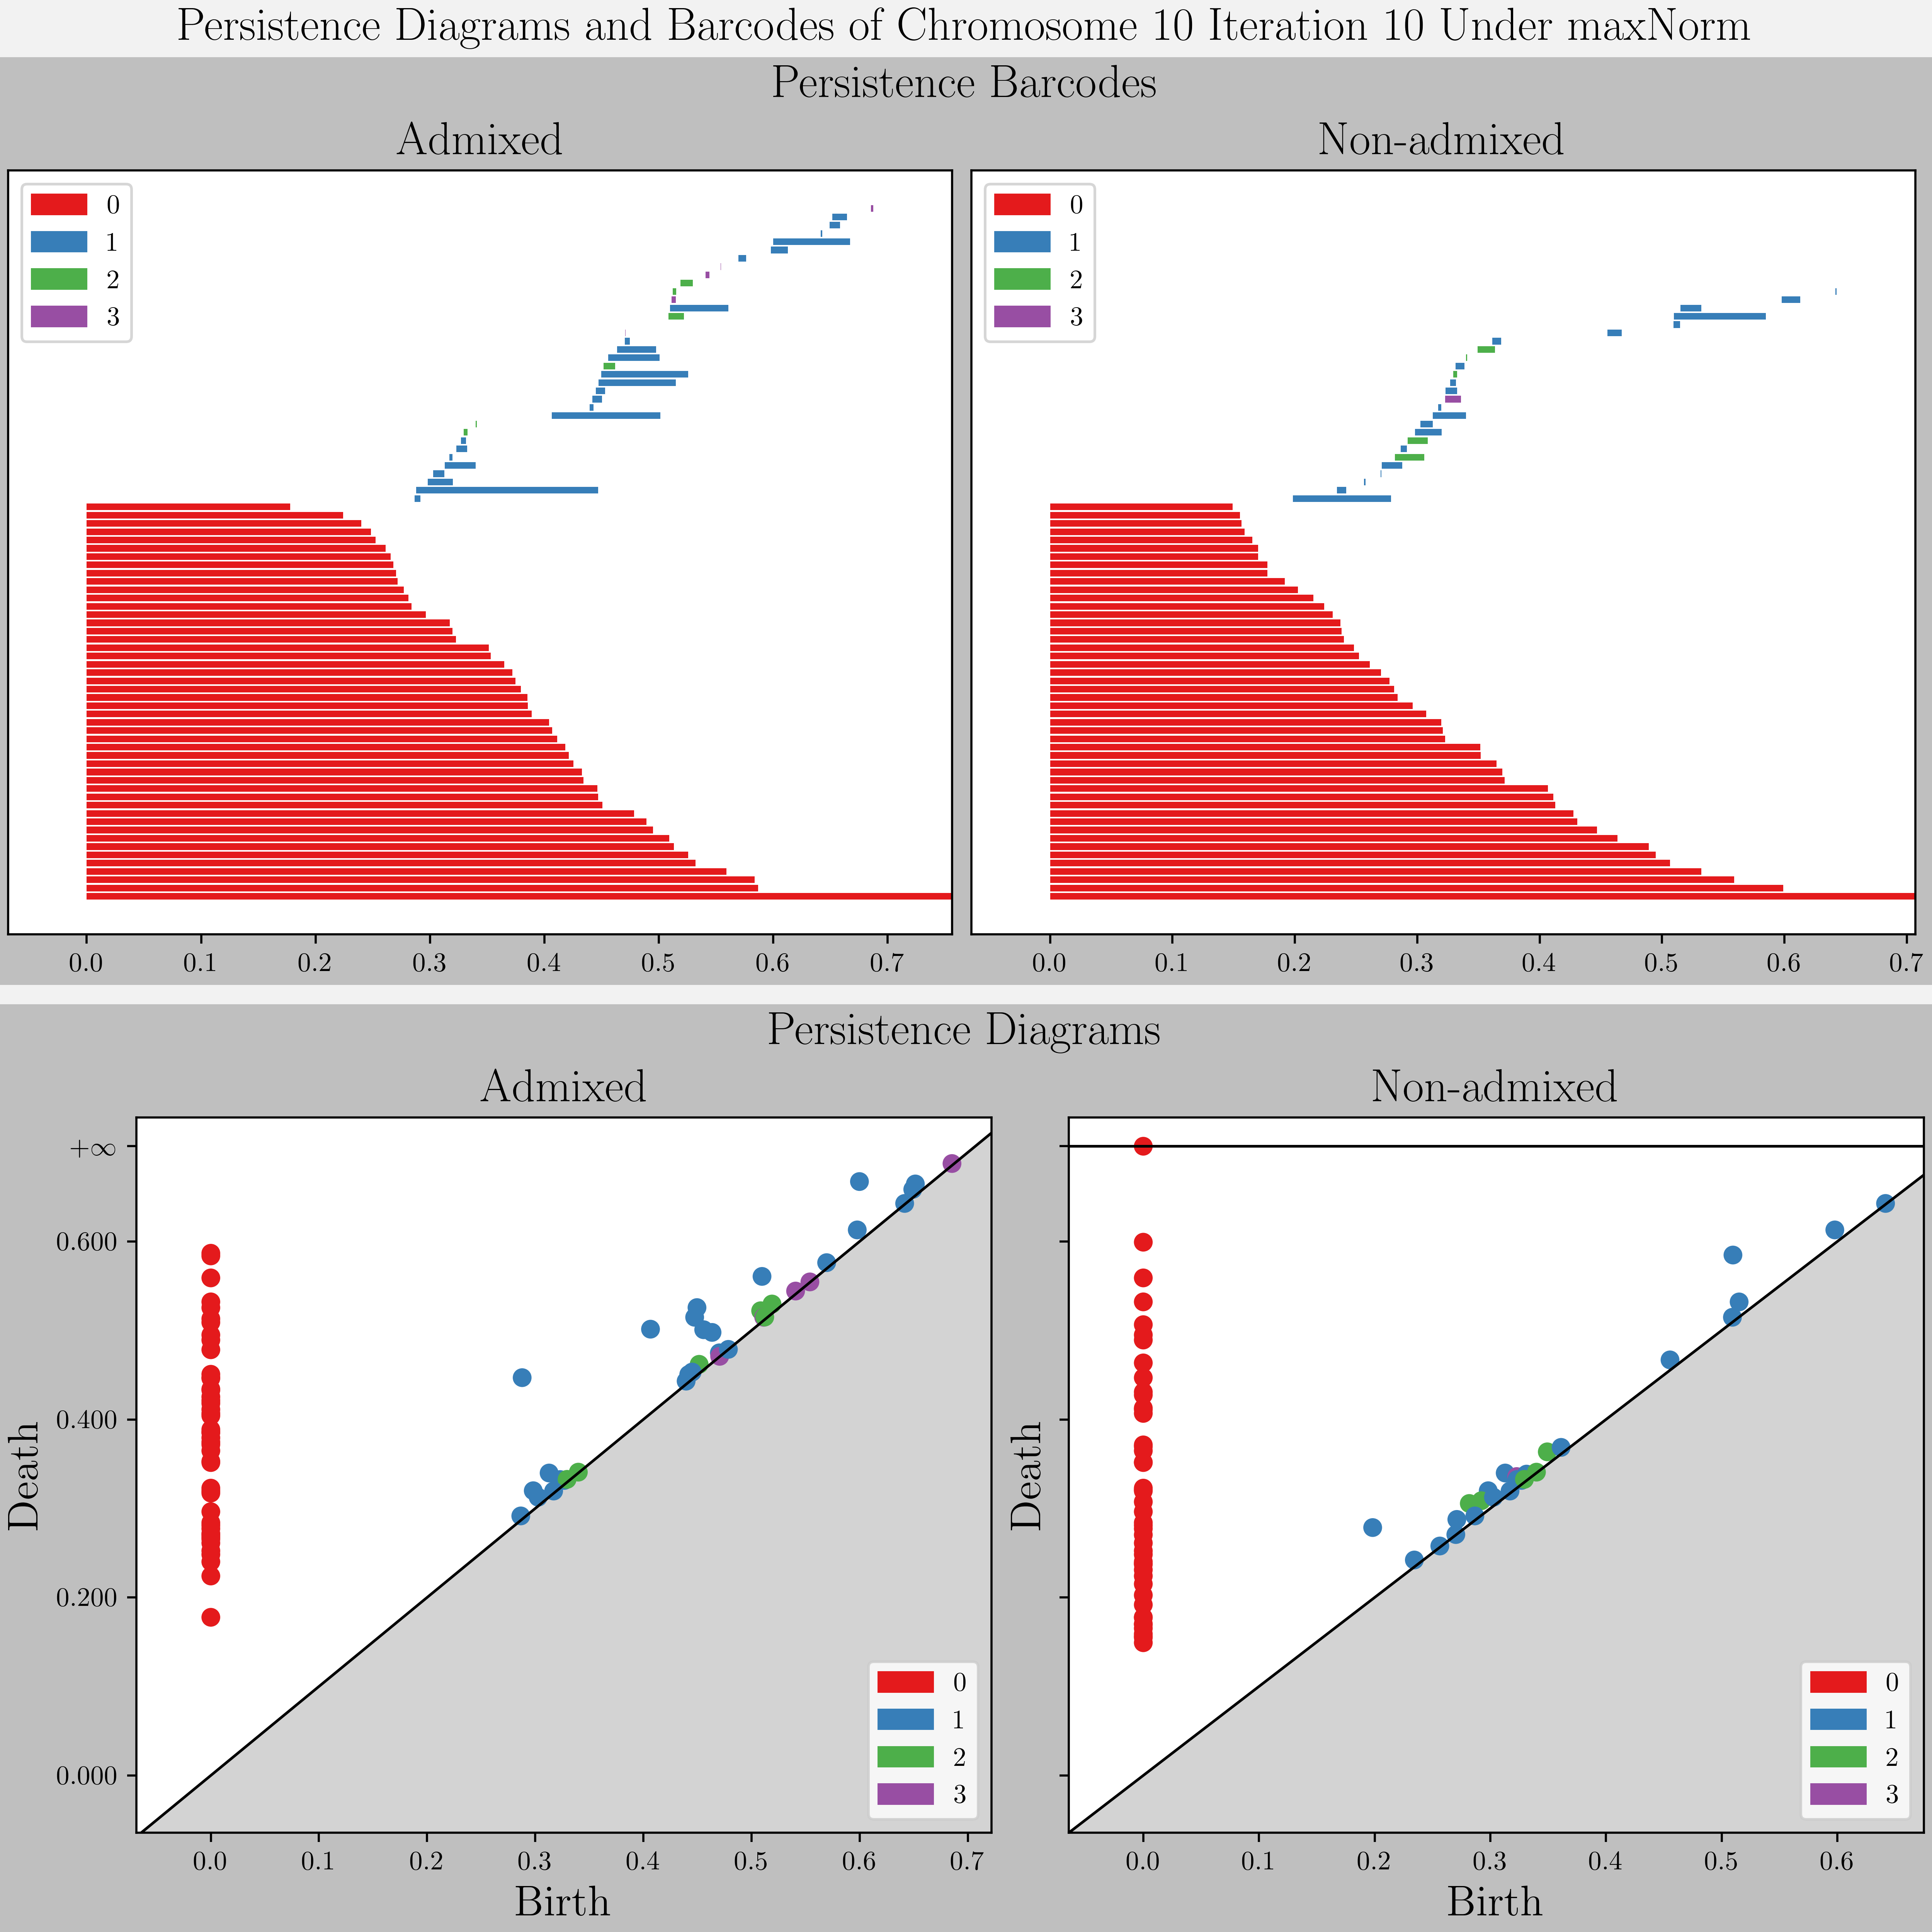 Persistence Diagrams and Barcodes of Chromosome 10 Iteration 10 Under maxNorm
Persistence Barcodes
Admixed
0
1
2
3
0.0 0.1 0.2 0.3 0.4 0.5 0.6 0.7
Non-admixed
0
1
2
3
0.0 0.1 0.2 0.3 0.4 0.5 0.6 0.7
Persistence Diagrams
Admixed
Death
+∞
0.600
0.400
0.200
0.000
0
1
2
3
0.0 0.1 0.2 0.3 0.4 0.5 0.6 0.7
Birth
Non-admixed
Death
0
1
2
3
0.0 0.1 0.2 0.3 0.4 0.5 0.6
Birth